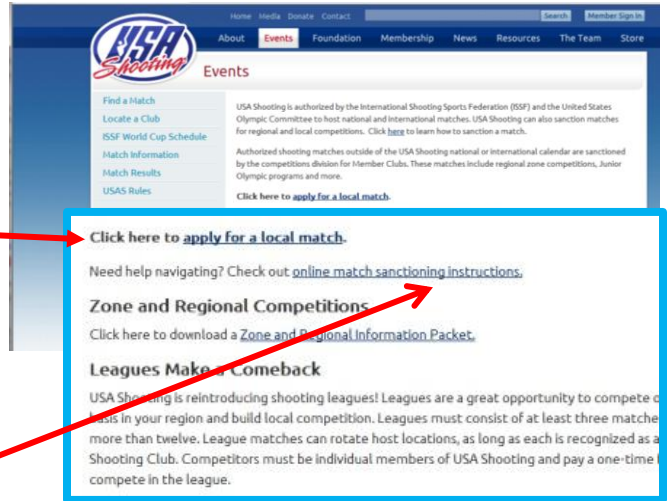 Home Media Donate Contact
Search Member Sign In
USA Shooting
About Events Foundation Membership News Resources The Team Store
Events
Find a Match
Locate a Club
ISSF World Cup Schedule
Match Information
Match Results
USAS Rules
USA Shooting is authorized by the International Shooting Sports Federation (ISSF) and the United States
Olympic Committee to host national and international matches. USA Shooting can also sanction matches
for regional and local competitions. Click here to learn how to sanction a match.
Authorized shooting matches outside of the USA Shooting national or international calendar are sanctioned
by the competitions division for Member Clubs. These matches include regional zone competitions, Junior
Olympic programs and more.
Click here to apply for a local match.
Click here to apply for a local match.
Need help navigating? Check out online match sanctioning instructions.
Zone and Regional Competitions
Click here to download a Zone and Regional Information Packet.
Leagues Make a Comeback
USA Shooting is reintroducing shooting leagues! Leagues are a great opportunity to compete
basis in your region and build local competition. Leagues must consist of at least three matche
more than twelve. League matches can rotate host locations, as long as each is recognized as a
Shooting Club. Competitors must be individual members of USA Shooting and pay a one-time
compete in the league.